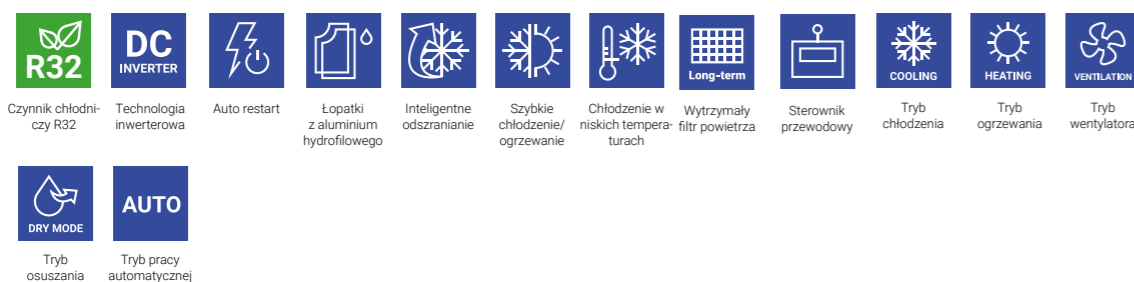 R32
DC
INVERTER
Long-term
COOLING
HEATING
VENTILATION
Czynnik chłodni-
czy R32
Technologia
inwerterowa
Auto restart
Łopatki
z aluminium
hydrofilowego
Inteligentne
odszranianie
Szybkie
chłodzenie/
ogrzewanie
Chłodzenie w
niskich tempera-
turach
Wytrzymały
filtr powietrza
Sterownik
przewodowy
Tryb
chłodzenia
Tryb
ogrzewania
Tryb
wentylatora
DRY MODE
AUTO
Tryb
osuszania
Tryb pracy
automatycznej